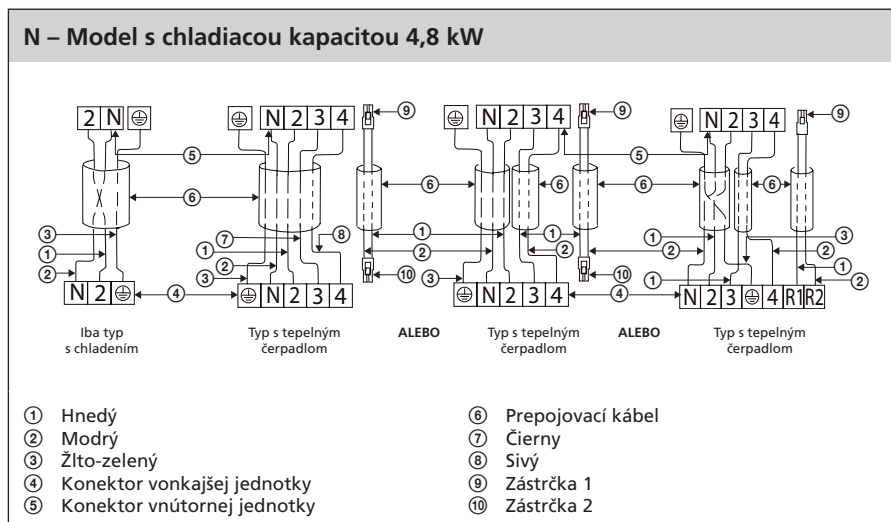 N – Model s chladiacou kapacitou 4,8 kW
2 N
N 2 3 4
⑨
N 2 3 4
⑨
N 2 3 4
⑨
⑤
⑤
⑥
⑥
⑥
⑥
⑥
⑥
③
①
②
⑦
①
②
③
⑧
①
②
⑩
③
①
②
⑩
①
②
①
③
②
①
②
N 2
④
N 2 3 4
N 2 3 4
④
N 2 3 4 R1 R2
Iba typ
s chladením
Typ s tepelným
čerpadlom
ALEBO
Typ s tepelným
čerpadlom
ALEBO
Typ s tepelným
čerpadlom
① Hnedý
② Modrý
③ Žlto-zelený
④ Konektor vonkajšej jednotky
⑤ Konektor vnútornej jednotky
⑥ Prepojovací kábel
⑦ Čierny
⑧ Sivý
⑨ Zástrčka 1
⑩ Zástrčka 2